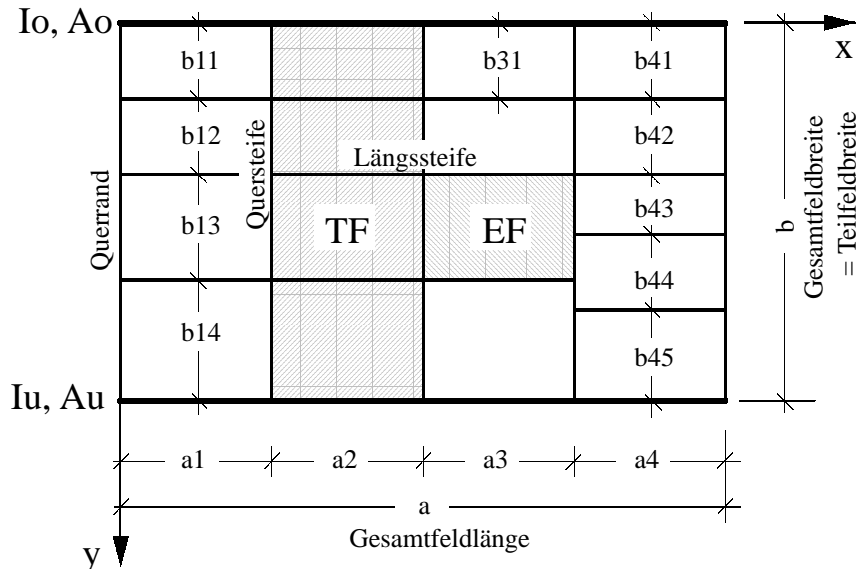 Io, Ao
x
b11
b31
b41
b12
b42
Längssteife
Querrand
Quersteife
b13
TF
EF
b43
b
Gesamtfeldbreite
= Teilfeldbreite
b44
b14
b45
Iu, Au
a1
a2
a3
a4
a
Gesamtfeldlänge
y